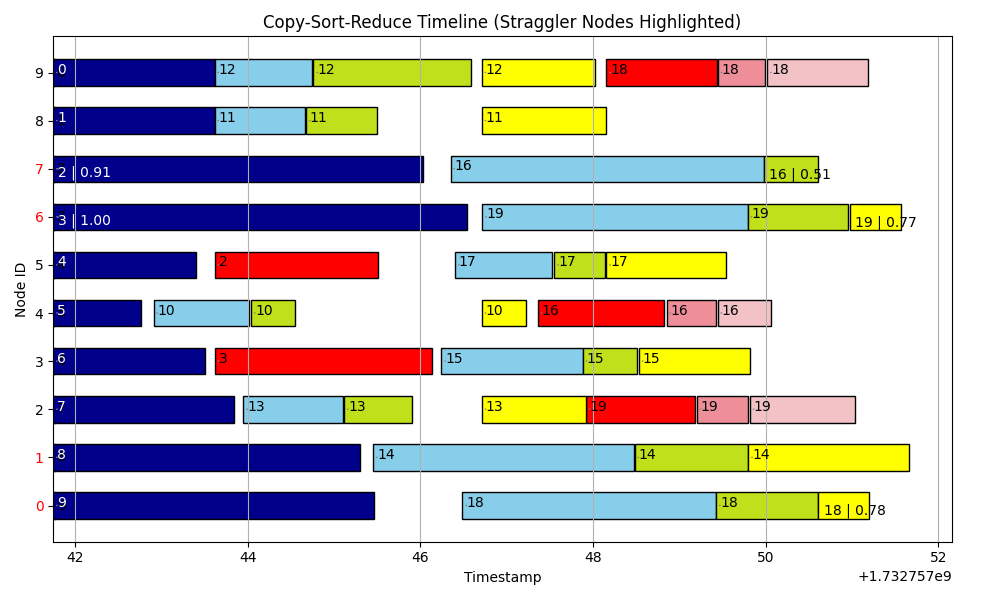 Copy-Sort-Reduce Timeline (Straggler Nodes Highlighted)
9 0 12 12 12 18 18 18
8 1 11 11 11
7 2 | 0.91 16 16 | 0.51
6 3 | 1.00 19 19 19 | 0.77
5 4 2 17 17 17
4 5 10 10 10 16 16 16
3 6 3 15 15 15
2 7 13 13 13 19 19 19
1 8 14 14 14
0 9 18 18 18 | 0.78
Node ID
42 44 46 48 50 52
Timestamp
+1.732757e9